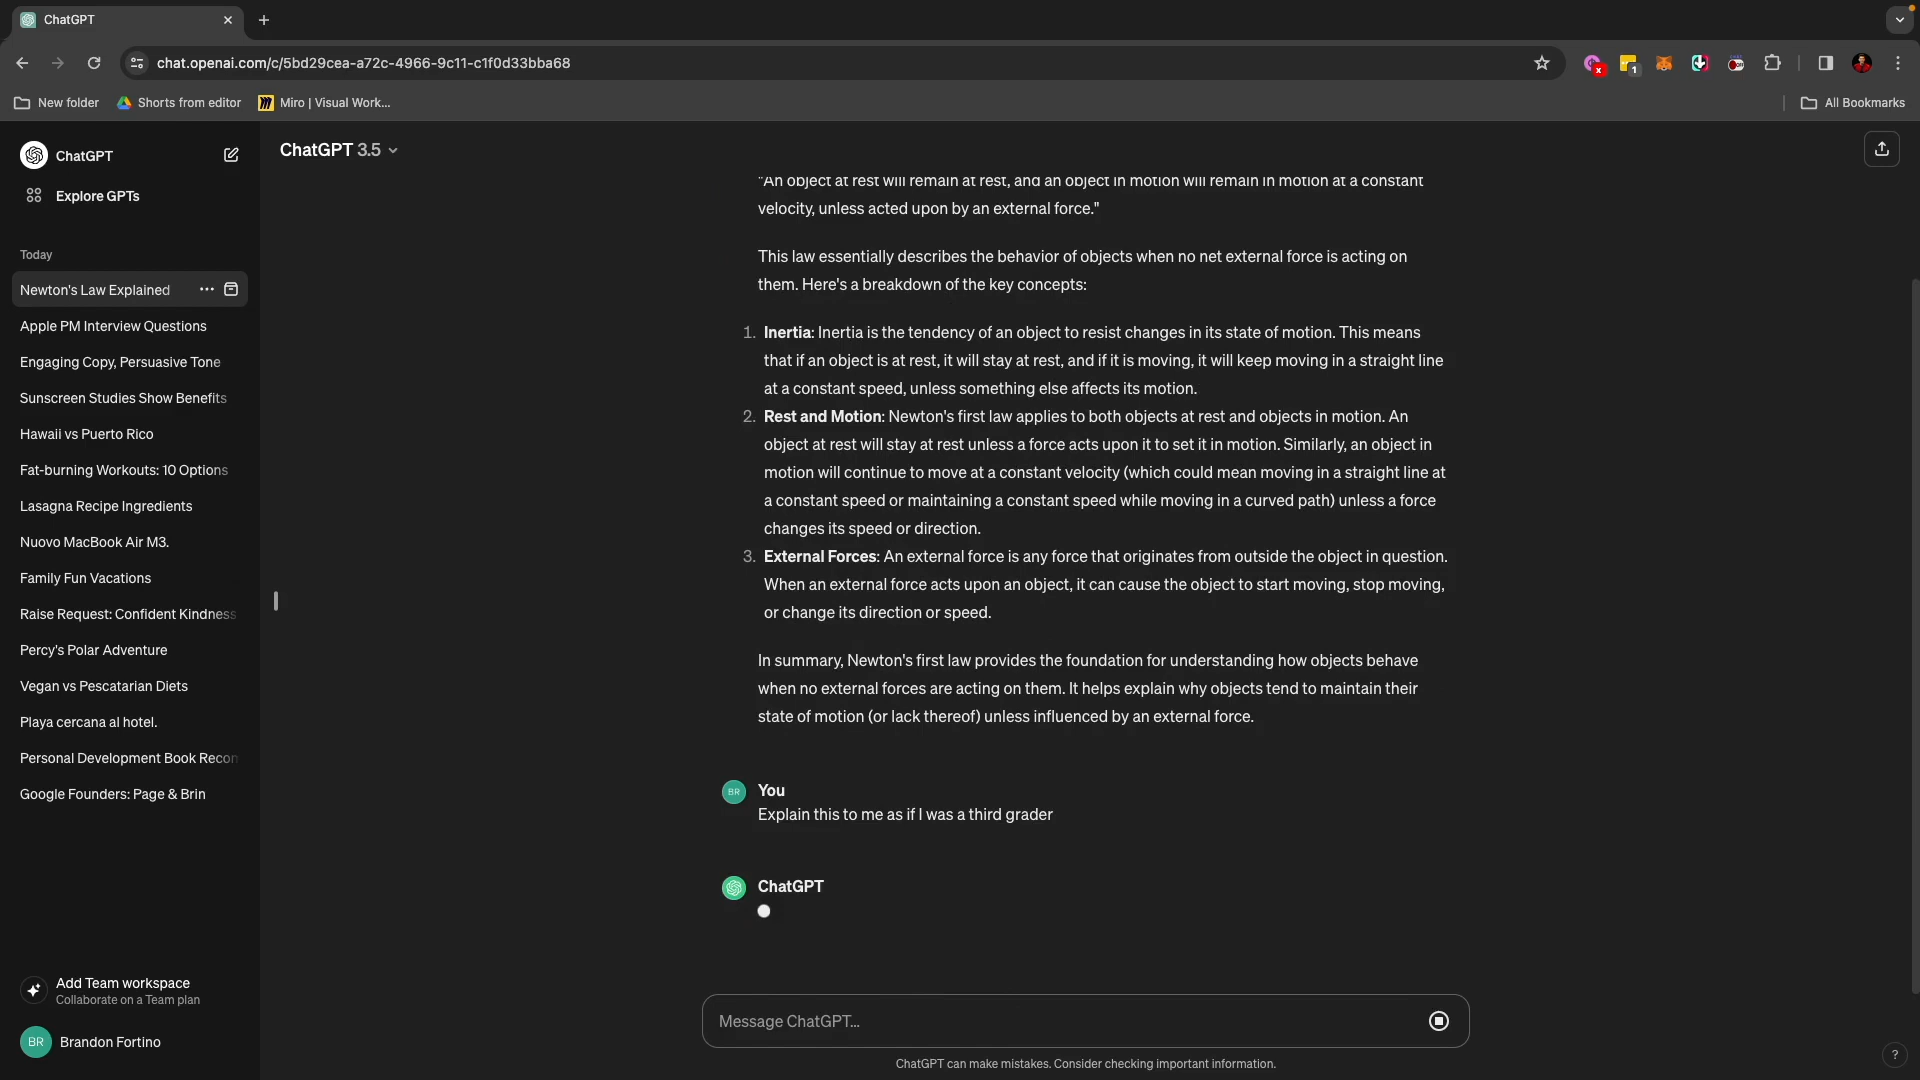 ChatGPT
chat.openai.com/c/5bd29cea-a72c-4966-9c11-c1f0d33bba68
1
New folder
Shorts from editor
Miro | Visual Work...
All Bookmarks
ChatGPT
Explore GPTs
Today
Newton's Law Explained
Apple PM Interview Questions
Engaging Copy, Persuasive Tone
Sunscreen Studies Show Benefits
Hawaii vs Puerto Rico
Fat-burning Workouts: 10 Options
Lasagna Recipe Ingredients
Nuovo MacBook Air M3.
Family Fun Vacations
Raise Request: Confident Kindness
Percy's Polar Adventure
Vegan vs Pescatarian Diets
Playa cercana al hotel.
Personal Development Book Recom
Google Founders: Page & Brin
Add Team workspace
Collaborate on a Team plan
BR
Brandon Fortino
ChatGPT 3.5
"An object at rest will remain at rest, and an object in motion will remain in motion at a constant
velocity, unless acted upon by an external force."
This law essentially describes the behavior of objects when no net external force is acting on
them. Here's a breakdown of the key concepts:
1. Inertia: Inertia is the tendency of an object to resist changes in its state of motion. This means
that if an object is at rest, it will stay at rest, and if it is moving, it will keep moving in a straight line
at a constant speed, unless something else affects its motion.
2. Rest and Motion: Newton's first law applies to both objects at rest and objects in motion. An
object at rest will stay at rest unless a force acts upon it to set it in motion. Similarly, an object in
motion will continue to move at a constant velocity (which could mean moving in a straight line at
a constant speed or maintaining a constant speed while moving in a curved path) unless a force
changes its speed or direction.
3. External Forces: An external force is any force that originates from outside the object in question.
When an external force acts upon an object, it can cause the object to start moving, stop moving,
or change its direction or speed.
In summary, Newton's first law provides the foundation for understanding how objects behave
when no external forces are acting on them. It helps explain why objects tend to maintain their
state of motion (or lack thereof) unless influenced by an external force.
BR
You
Explain this to me as if I was a third grader
ChatGPT
Message ChatGPT...
ChatGPT can make mistakes. Consider checking important information.
?